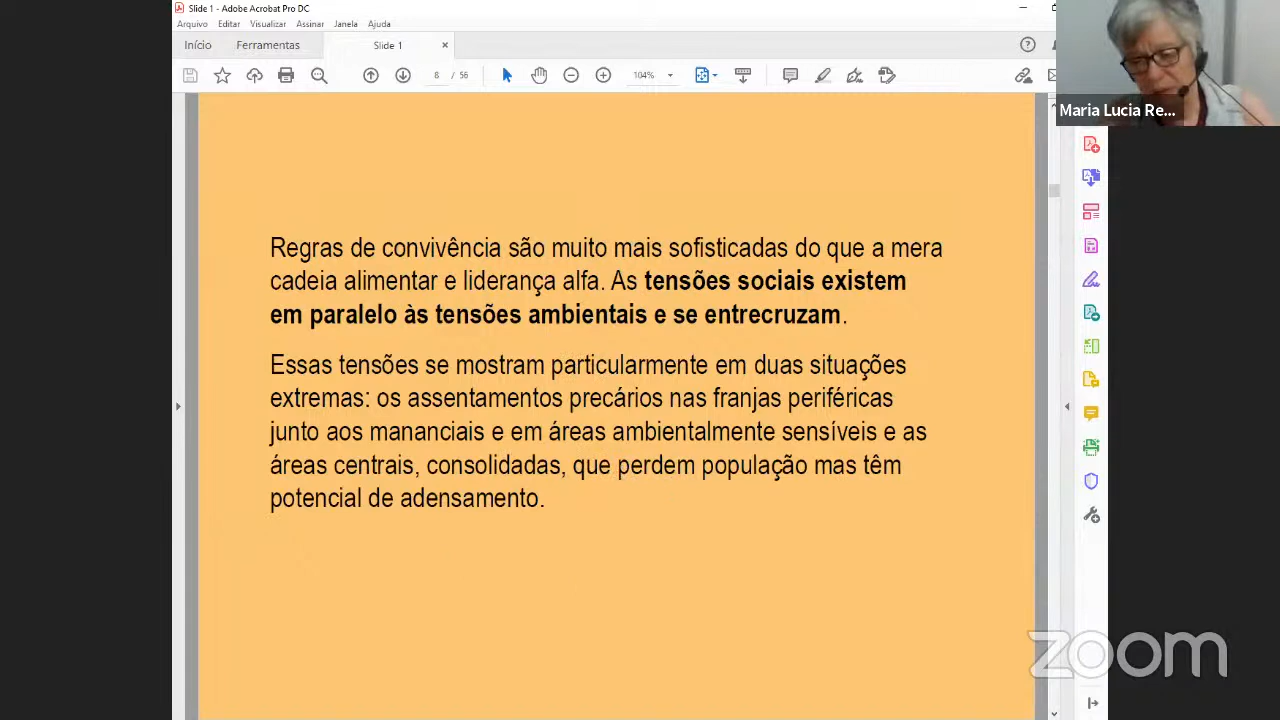 Slide 1 - Adobe Acrobat Pro DC
Arquivo Editar Visualizar Assinar Janela Ajuda
Início Ferramentas Slide 1
8 / 56 104%
Maria Lucia Re...
Regras de convivência são muito mais sofisticadas do que a mera
cadeia alimentar e liderança alfa. As tensões sociais existem
em paralelo às tensões ambientais e se entrecruzam.
Essas tensões se mostram particularmente em duas situações
extremas: os assentamentos precários nas franjas periféricas
junto aos mananciais e em áreas ambientalmente sensíveis e as
áreas centrais, consolidadas, que perdem população mas têm
potencial de adensamento.
zoom